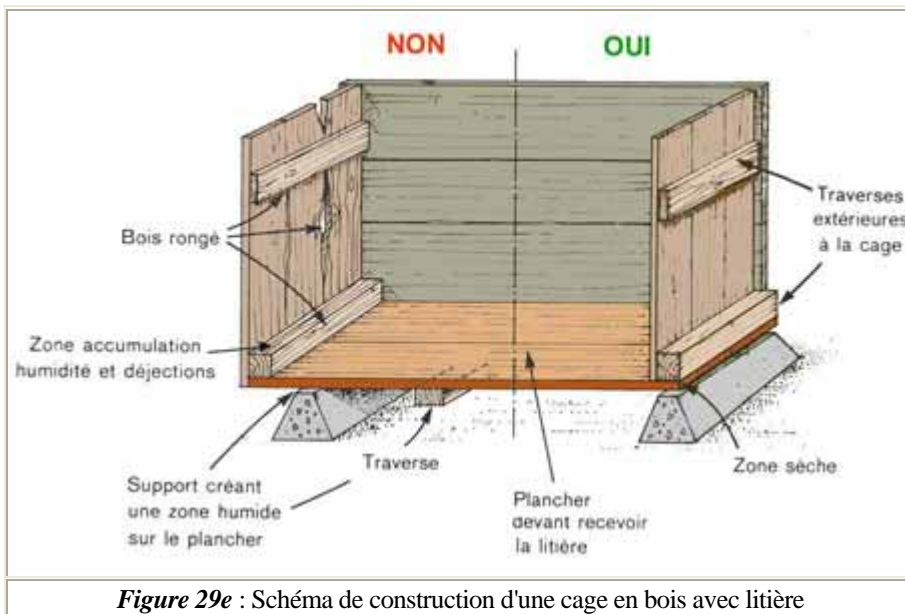 NON
OUI
Bois rongé
Zone accumulation
humidité et déjections
Support créant
une zone humide
sur le plancher
Traverse
Plancher
devant recevoir
la litière
Zone sèche
Traverses
extérieures
à la cage
Figure 29e : Schéma de construction d'une cage en bois avec litière